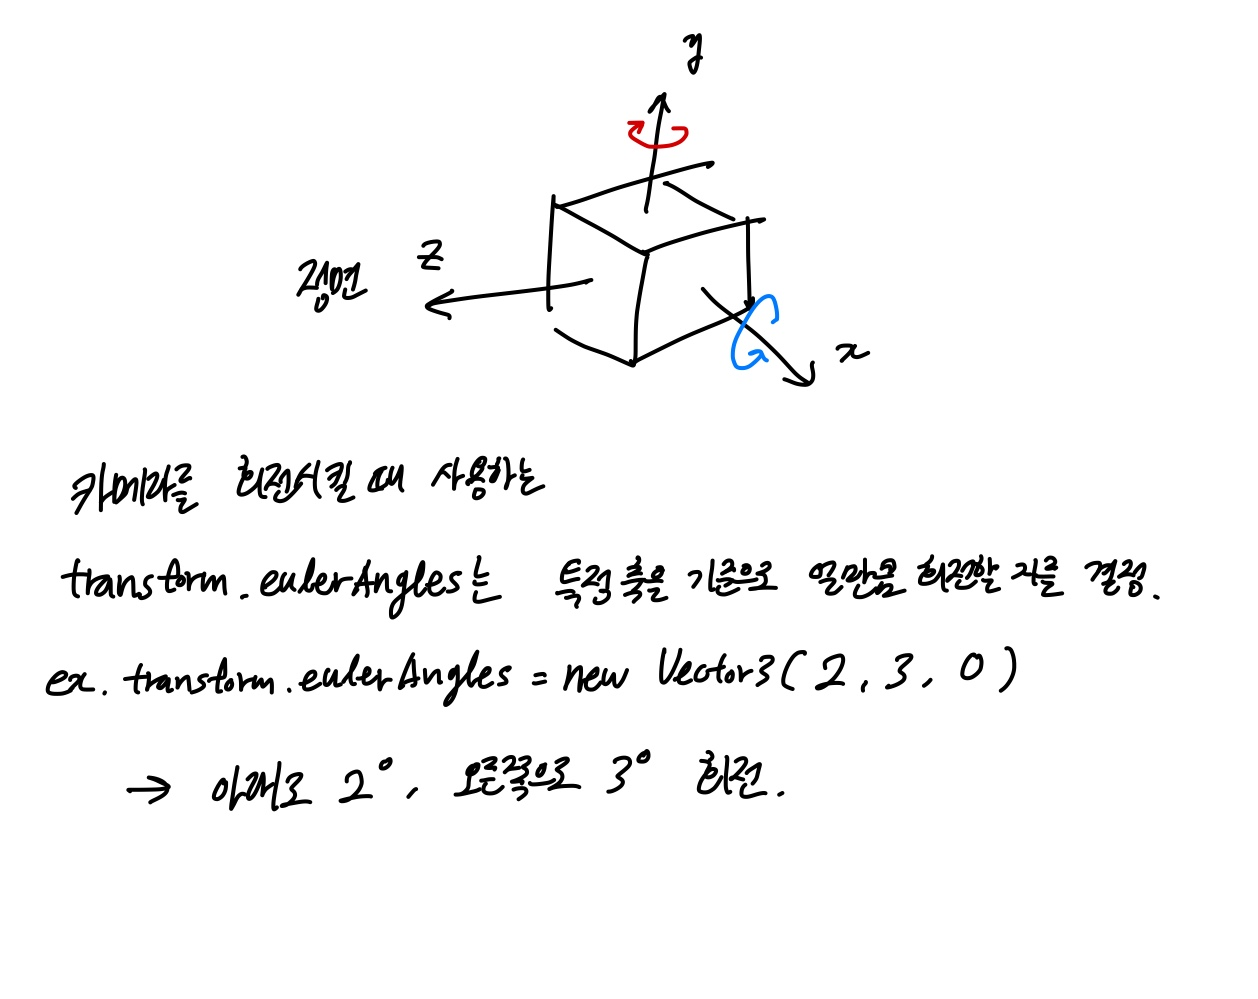 y
정면 z
x
카메라를 회전시킬 때 사용하는
transform.eulerAngles는 특정 축을 기준으로 얼만큼 회전할 지를 결정.
ex. transform.eulerAngles = new Vector3( 2, 3, 0 )
→ 아래로 2°, 오른쪽으로 3° 회전.